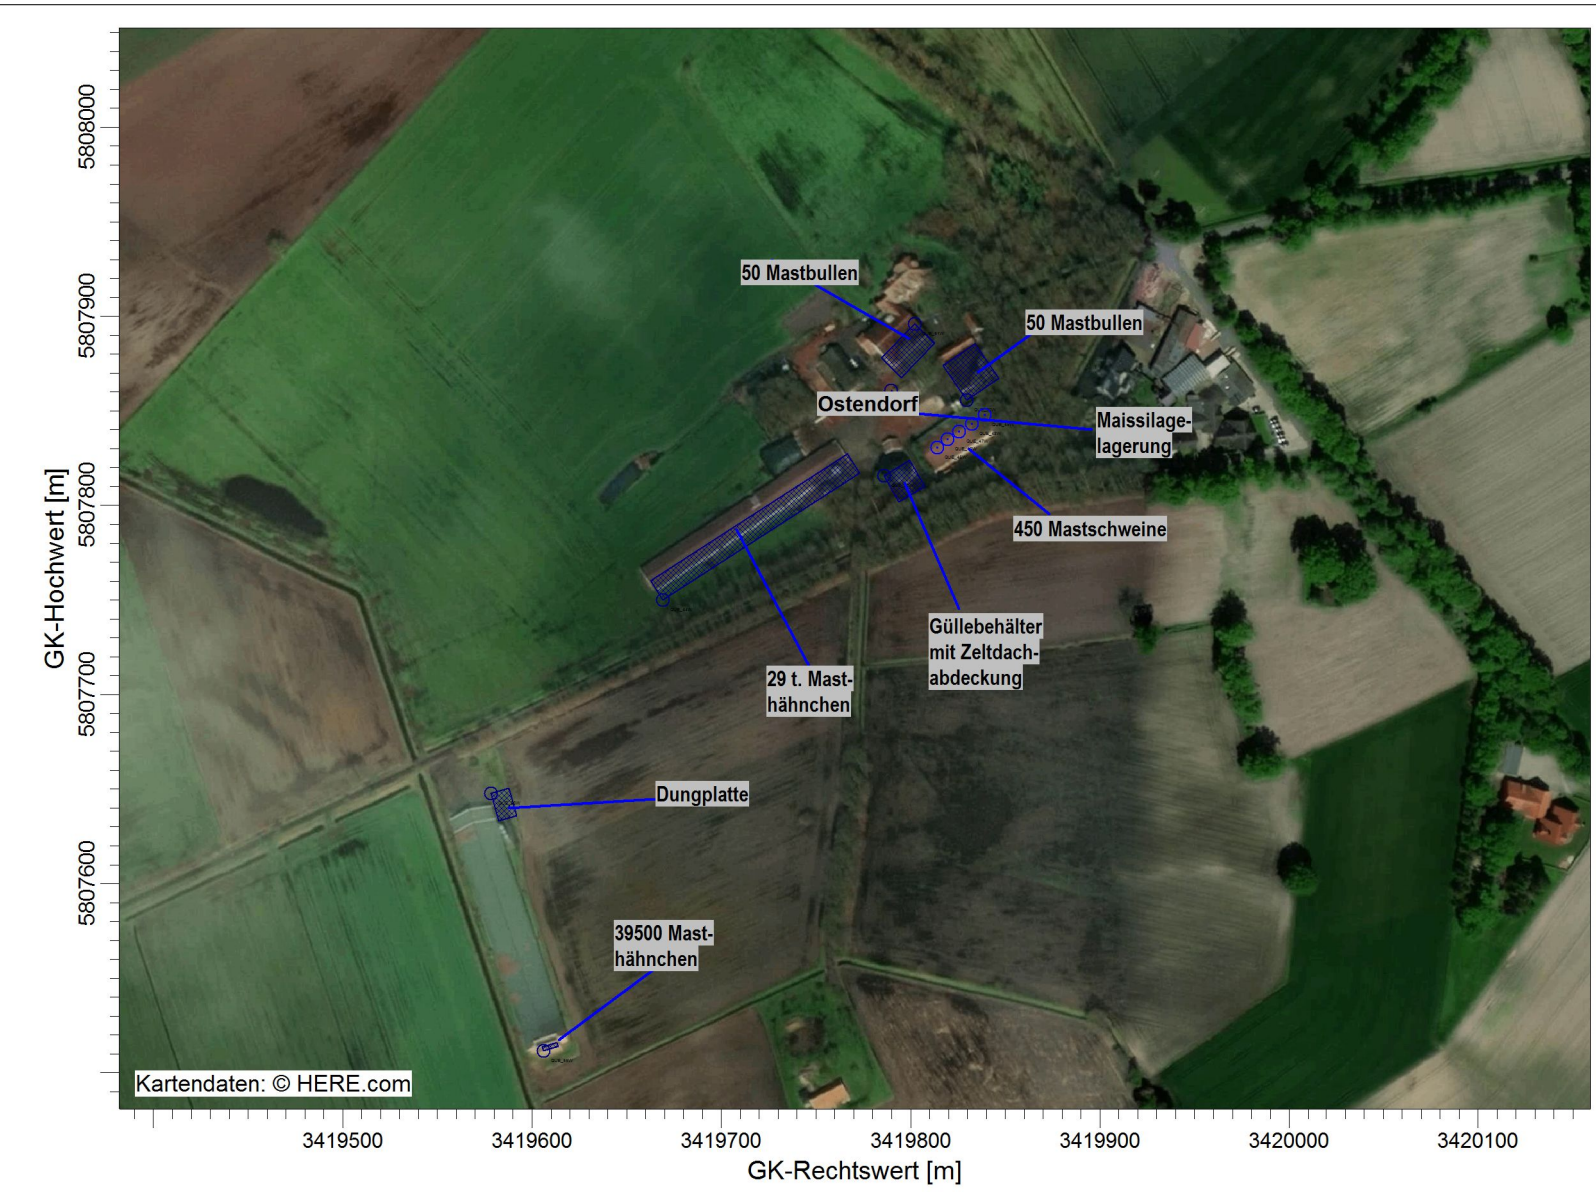 5808000
5807900
5807800
5807700
5807600
GK-Hochwert [m]
50 Mastbullen
50 Mastbullen
Ostendorf
Maissilage-
lagerung
450 Mastschweine
Güllebehälter
mit Zeltdach-
abdeckung
29 t. Mast-
hähnchen
Dungplatte
39500 Mast-
hähnchen
Kartendaten: © HERE.com
3419500
3419600
3419700
3419800
3419900
3420000
3420100
GK-Rechtswert [m]